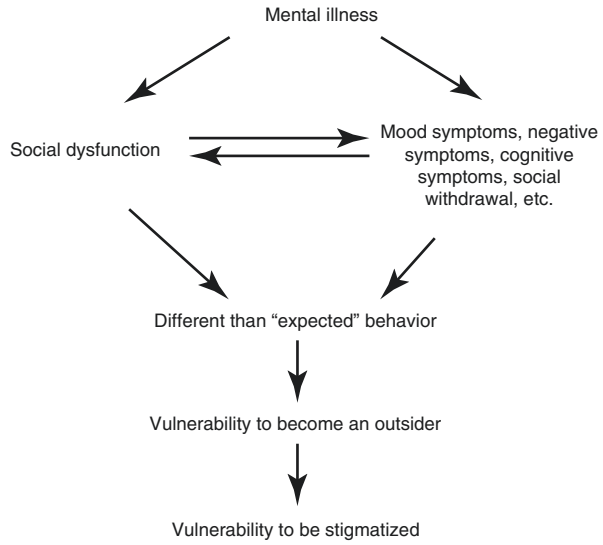 Mental illness
Social dysfunction
Mood symptoms, negative
symptoms, cognitive
symptoms, social
withdrawal, etc.
Different than “expected” behavior
Vulnerability to become an outsider
Vulnerability to be stigmatized